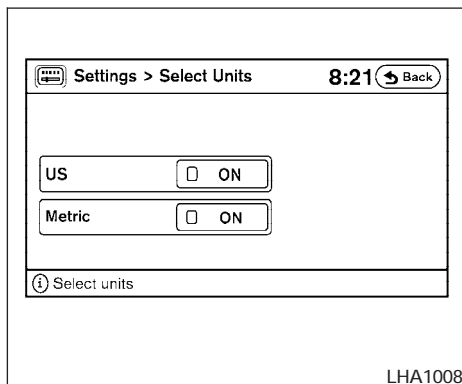 Settings > Select Units 8:21 Back
US ON
Metric ON
i Select units
LHA1008